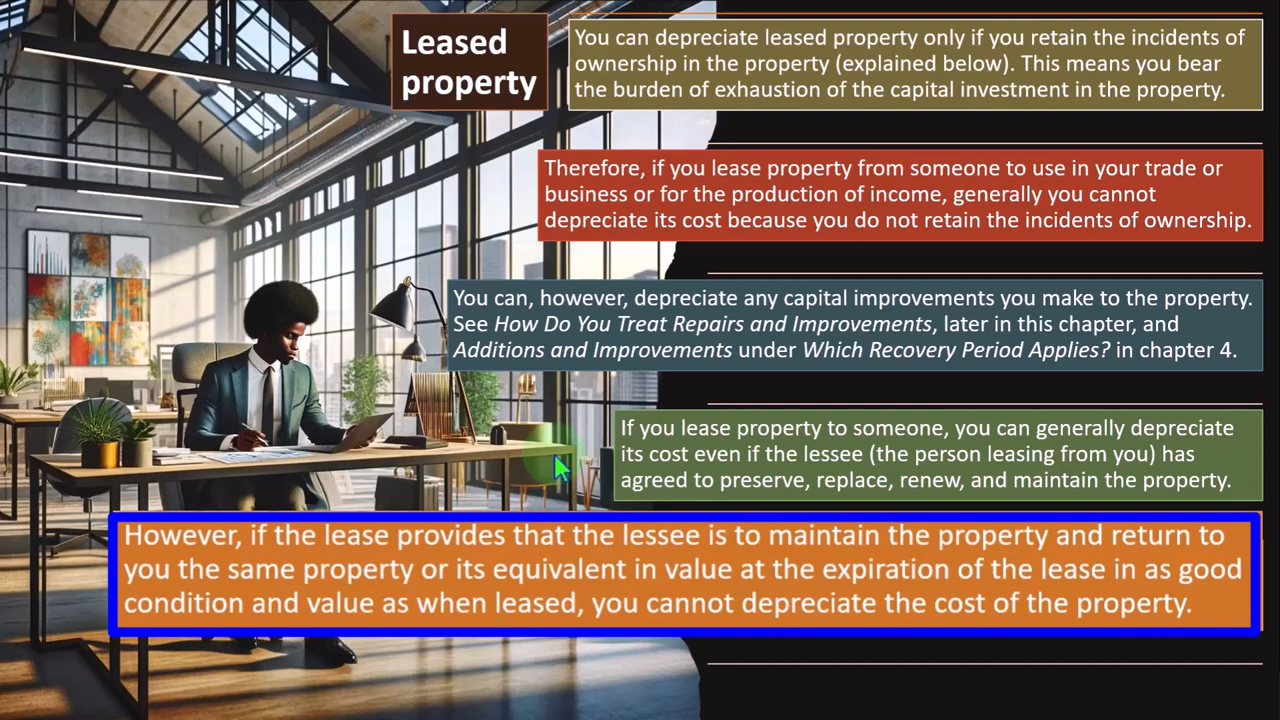 Leased
property
You can depreciate leased property only if you retain the incidents of
ownership in the property (explained below). This means you bear
the burden of exhaustion of the capital investment in the property.
Therefore, if you lease property from someone to use in your trade or
business or for the production of income, generally you cannot
depreciate its cost because you do not retain the incidents of ownership.
You can, however, depreciate any capital improvements you make to the property.
See How Do You Treat Repairs and Improvements, later in this chapter, and
Additions and Improvements under Which Recovery Period Applies? in chapter 4.
If you lease property to someone, you can generally depreciate
its cost even if the lessee (the person leasing from you) has
agreed to preserve, replace, renew, and maintain the property.
However, if the lease provides that the lessee is to maintain the property and return to
you the same property or its equivalent in value at the expiration of the lease in as good
condition and value as when leased, you cannot depreciate the cost of the property.